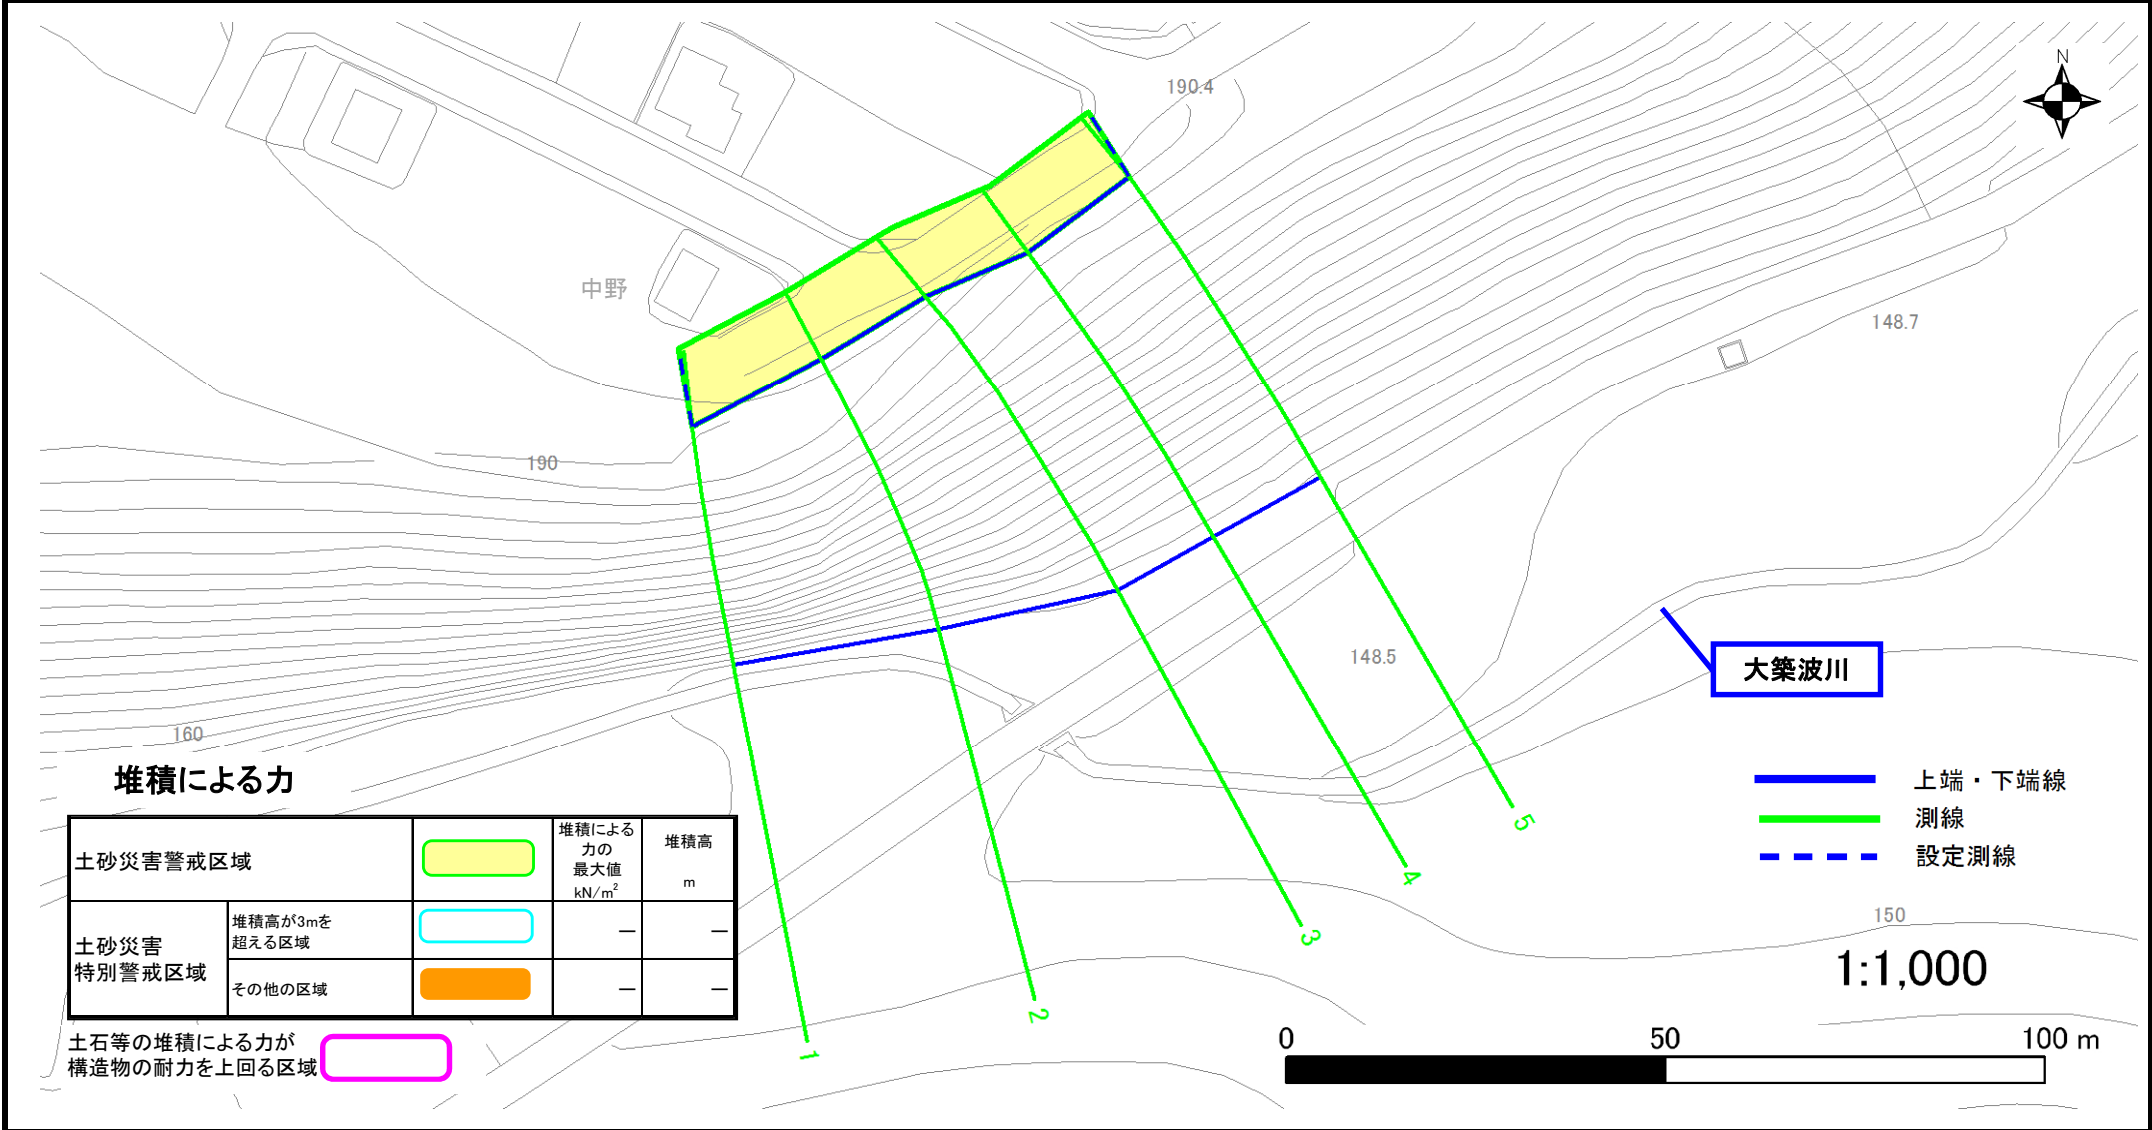 N
190.4
中野
148.7
190
148.5
大築波川
160
堆積による力
上端・下端線
測線
設定測線
土砂災害警戒区域
堆積による
力の
最大値
kN/m²
堆積高
m
土砂災害
特別警戒区域
堆積高が3mを
超える区域
－
－
その他の区域
－
－
土石等の堆積による力が
構造物の耐力を上回る区域
1
2
3
4
5
150
1:1,000
0
50
100 m